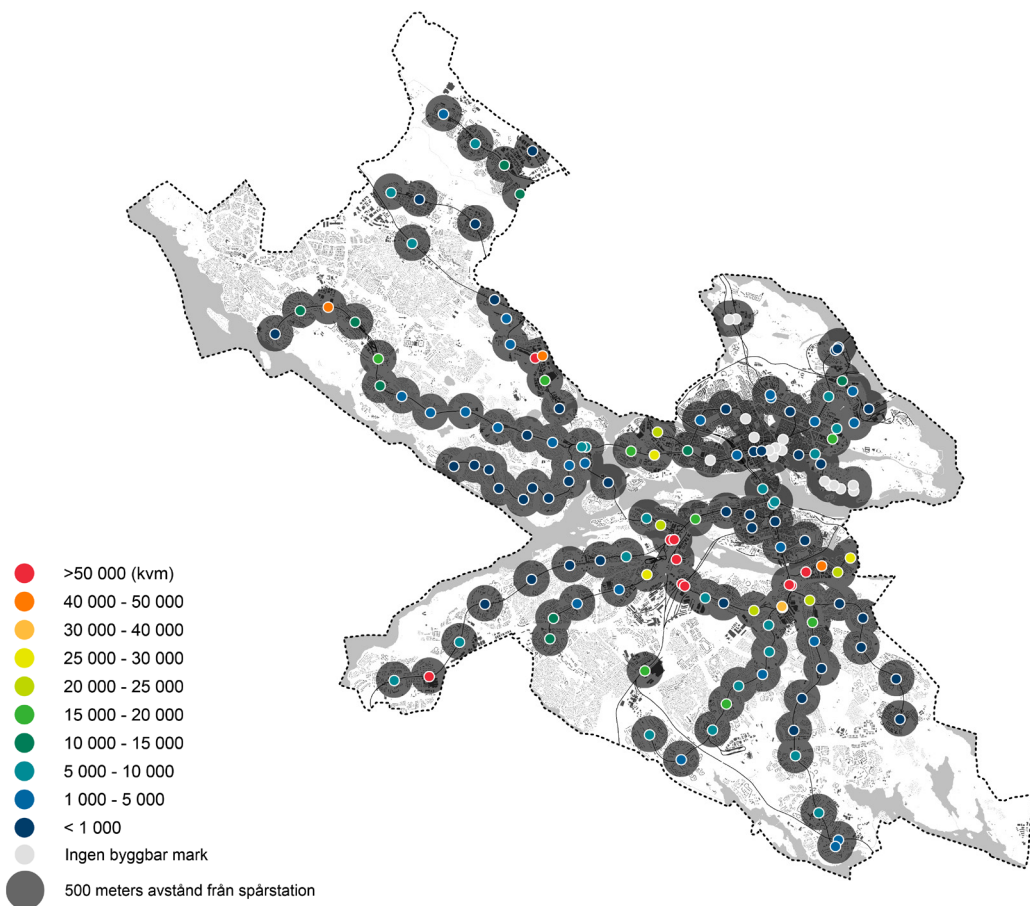 >50 000 (kvm)
40 000 - 50 000
30 000 - 40 000
25 000 - 30 000
20 000 - 25 000
15 000 - 20 000
10 000 - 15 000
5 000 - 10 000
1 000 - 5 000
< 1 000
Ingen byggbar mark
500 meters avstånd från spårstation